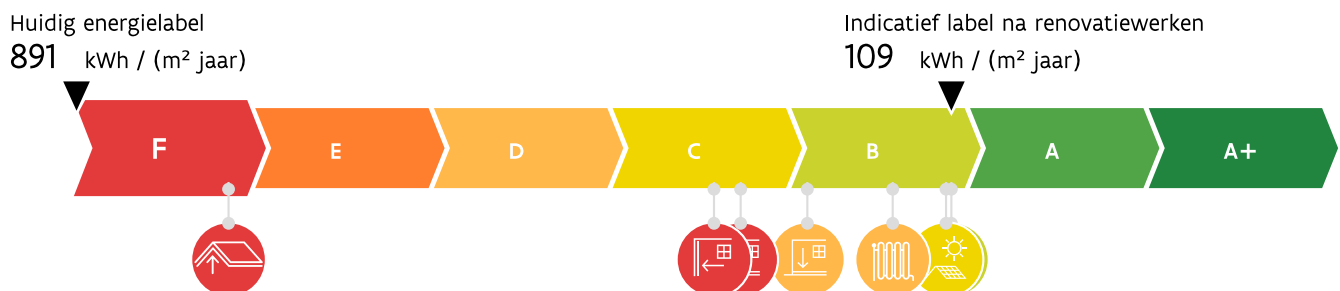 Huidig energielabel
891 kWh / (m² jaar)
Indicatief label na renovatiewerken
109 kWh / (m² jaar)
F E D C B A A+